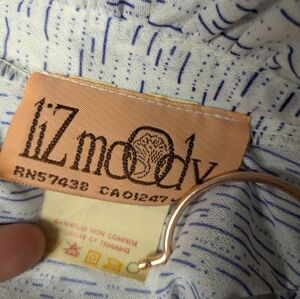 liZ moOdy
RN57438 CA01247
GARNITURE NON COMPRISE
EXCLUSIVE OF TRIMMING